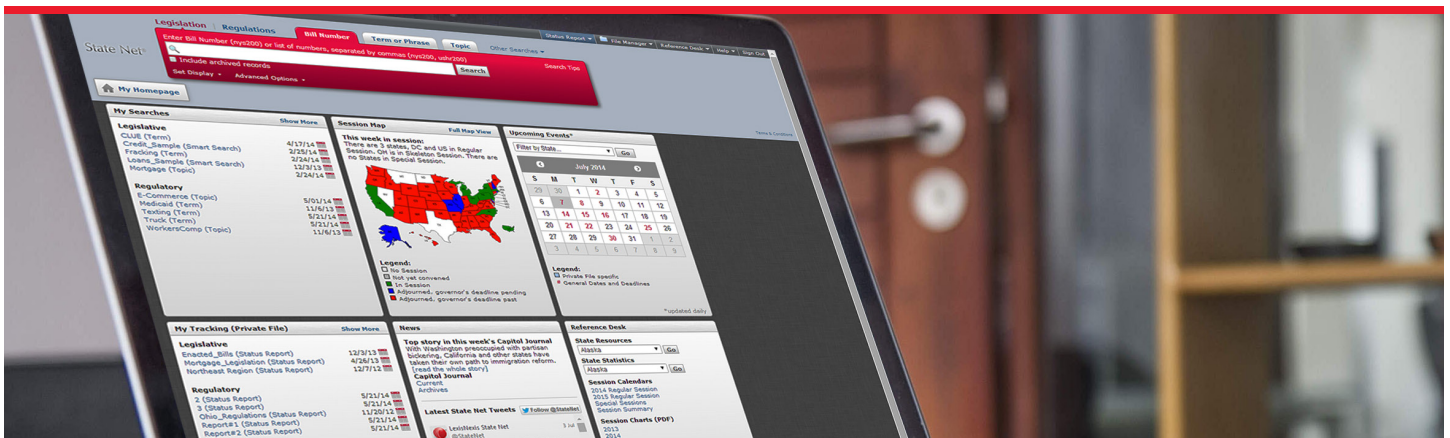 Legislation | Regulations
Bill Number
Term or Phrase
Topic
Other Searches
Status Report
File Manager
Reference Desk
Help
Sign Out
State Net®
Enter Bill Number (nys200) or list of numbers, separated by commas (nys200, ushr200)
Search Tips
Search
Include archived records
Set Display
Advanced Options
Terms & Conditions
My Homepage
My Searches
Show More
Legislative
CLUE (Term) 4/17/14
Credit_Sample (Smart Search) 2/25/14
Fracking (Term) 2/24/14
Loans_Sample (Smart Search) 12/3/13
Mortgage (Topic) 2/24/14
Regulatory
E-Commerce (Topic) 5/01/14
Medicaid (Term) 11/6/13
Texting (Term) 5/21/14
Truck (Term) 5/21/14
WorkersComp (Topic) 11/6/13
Session Map
Full Map View
This week in session:
There are 3 states, DC and US in Regular
Session. OH is in Skeleton Session. There are
no States in Special Session.
Legend:
No Session
Not yet convened
In Session
Adjourned, governor's deadline pending
Adjourned, governor's deadline past
Upcoming Events*
Filter by State...
Go
July 2014
S M T W T F S
29 30 1 2 3 4 5
6 7 8 9 10 11 12
13 14 15 16 17 18 19
20 21 22 23 24 25 26
27 28 29 30 31 1 2
3 4 5 6 7 8 9
Legend:
Private File specific
# General Dates and Deadlines
*updated daily
My Tracking (Private File)
Show More
Legislative
Enacted_Bills (Status Report) 12/3/13
Mortgage_Legislation (Status Report) 4/26/13
Northeast Region (Status Report) 12/7/12
Regulatory
2 (Status Report) 5/21/14
3 (Status Report) 5/21/14
Ohio_Regulations (Status Report) 11/20/12
Report#1 (Status Report) 5/21/14
Report#2 (Status Report) 5/21/14
News
Top story in this week's Capitol Journal
With Washington preoccupied with partisan
bickering, California and other states have
taken their own path to immigration reform.
[read the whole story]
Capitol Journal
Current
Archives
Latest State Net Tweets
Follow @StateNet
LexisNexis State Net
3 Jul
@StateNet
Reference Desk
State Resources
Alaska
Go
State Statistics
Alaska
Go
Session Calendars
2014 Regular Session
2015 Regular Session
Special Sessions
Session Summary
Session Charts (PDF)
2013
2014